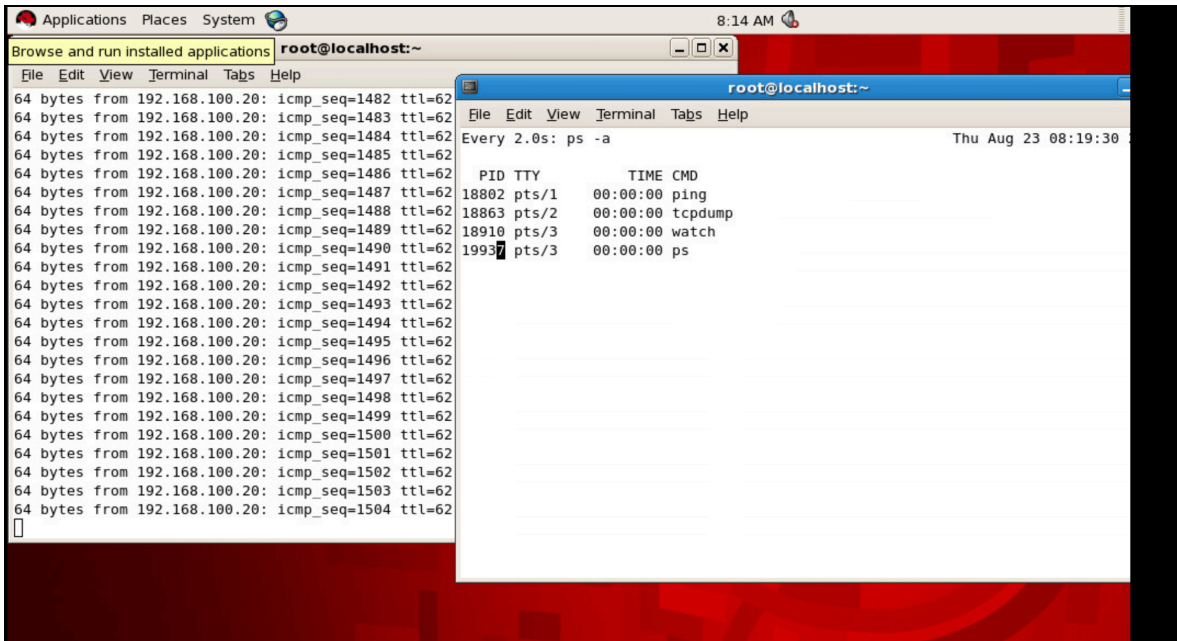 Applications Places System 8:14 AM
Browse and run installed applications root@localhost:~
File Edit View Terminal Tabs Help
64 bytes from 192.168.100.20: icmp_seq=1482 ttl=62
64 bytes from 192.168.100.20: icmp_seq=1483 ttl=62
64 bytes from 192.168.100.20: icmp_seq=1484 ttl=62
64 bytes from 192.168.100.20: icmp_seq=1485 ttl=62
64 bytes from 192.168.100.20: icmp_seq=1486 ttl=62
64 bytes from 192.168.100.20: icmp_seq=1487 ttl=62
64 bytes from 192.168.100.20: icmp_seq=1488 ttl=62
64 bytes from 192.168.100.20: icmp_seq=1489 ttl=62
64 bytes from 192.168.100.20: icmp_seq=1490 ttl=62
64 bytes from 192.168.100.20: icmp_seq=1491 ttl=62
64 bytes from 192.168.100.20: icmp_seq=1492 ttl=62
64 bytes from 192.168.100.20: icmp_seq=1493 ttl=62
64 bytes from 192.168.100.20: icmp_seq=1494 ttl=62
64 bytes from 192.168.100.20: icmp_seq=1495 ttl=62
64 bytes from 192.168.100.20: icmp_seq=1496 ttl=62
64 bytes from 192.168.100.20: icmp_seq=1497 ttl=62
64 bytes from 192.168.100.20: icmp_seq=1498 ttl=62
64 bytes from 192.168.100.20: icmp_seq=1499 ttl=62
64 bytes from 192.168.100.20: icmp_seq=1500 ttl=62
64 bytes from 192.168.100.20: icmp_seq=1501 ttl=62
64 bytes from 192.168.100.20: icmp_seq=1502 ttl=62
64 bytes from 192.168.100.20: icmp_seq=1503 ttl=62
64 bytes from 192.168.100.20: icmp_seq=1504 ttl=62
root@localhost:~
File Edit View Terminal Tabs Help
Every 2.0s: ps -a Thu Aug 23 08:19:30
PID TTY TIME CMD
18802 pts/1 00:00:00 ping
18863 pts/2 00:00:00 tcpdump
18910 pts/3 00:00:00 watch
19937 pts/3 00:00:00 ps